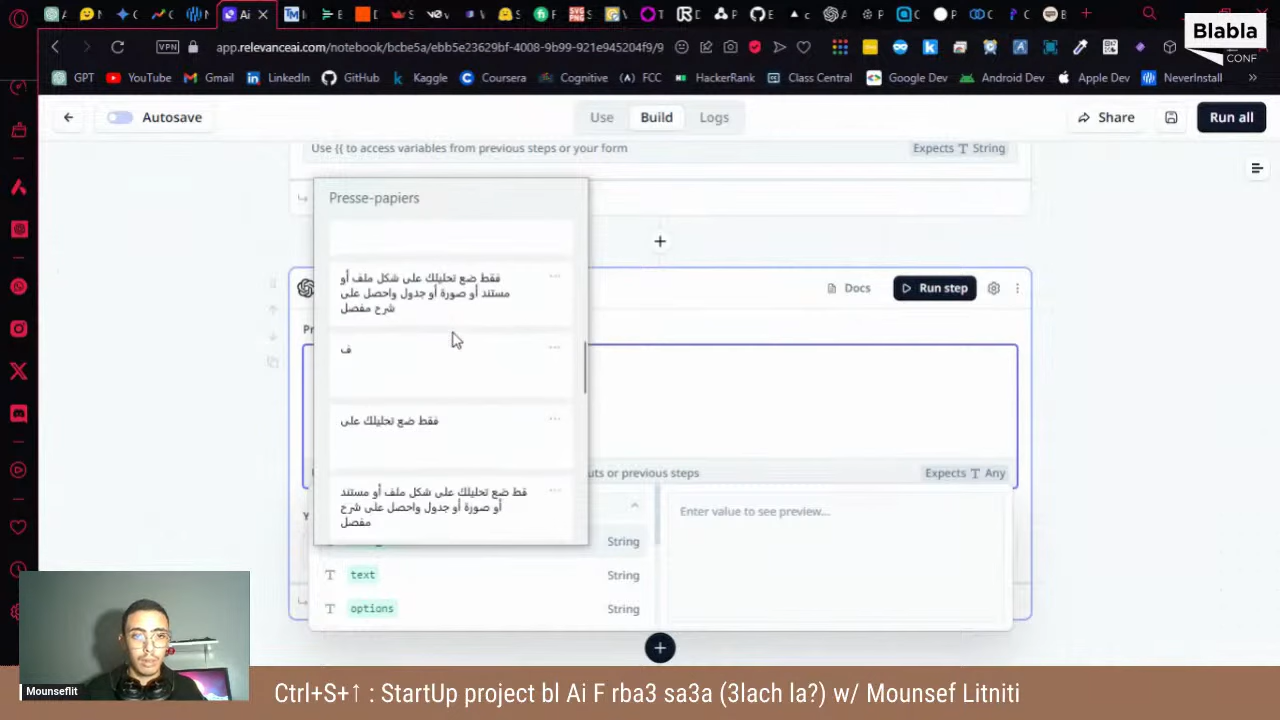 Ai
Blabla
CONF
VPN
app.relevanceai.com/notebook/bcbe5a/ebb5e23629bf-4008-9b99-921e945204f9/9
GPT
YouTube
Gmail
LinkedIn
GitHub
Kaggle
Coursera
Cognitive
(A) FCC
HackerRank
Class Central
Google Dev
Android Dev
Apple Dev
NeverInstall
Autosave
Use
Build
Logs
Share
Run all
Use {{ to access variables from previous steps or your form
Expects T String
Presse-papiers
فقط ضع تحليلك على شكل ملف أو
مستند أو صورة أو جدول واحصل على
شرح مفصل
ف
فقط ضع تحليلك على
قط ضع تحليلك على شكل ملف أو مستند
أو صورة أو جدول واحصل على شرح
مفصل
Docs
Run step
uts or previous steps
Expects T Any
Enter value to see preview...
String
T text
String
T options
String
Mounseflit
Ctrl+S+↑ : StartUp project bl Ai F rba3 sa3a (3lach la?) w/ Mounsef Litniti